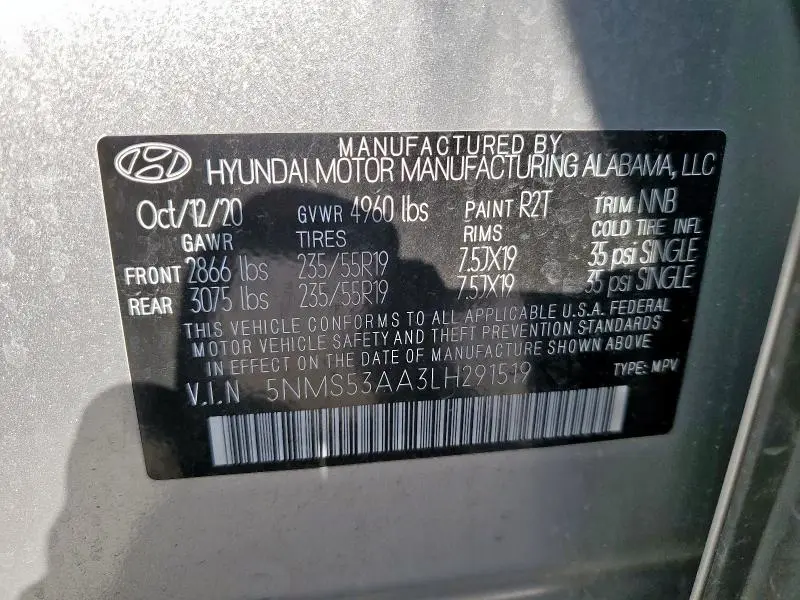 MANUFACTURED BY
HYUNDAI MOTOR MANUFACTURING ALABAMA, LLC
Oct/12/20 GVWR 4960 lbs PAINT R2T TRIM NNB
GAWR TIRES RIMS COLD TIRE INFL
FRONT 2866 lbs 235/55R19 7.5JX19 35 psi SINGLE
REAR 3075 lbs 235/55R19 7.5JX19 35 psi SINGLE
THIS VEHICLE CONFORMS TO ALL APPLICABLE U.S.A. FEDERAL
MOTOR VEHICLE SAFETY AND THEFT PREVENTION STANDARDS
IN EFFECT ON THE DATE OF MANUFACTURE SHOWN ABOVE.
V.I.N 5NMS53AA3LH291519 TYPE: MPV